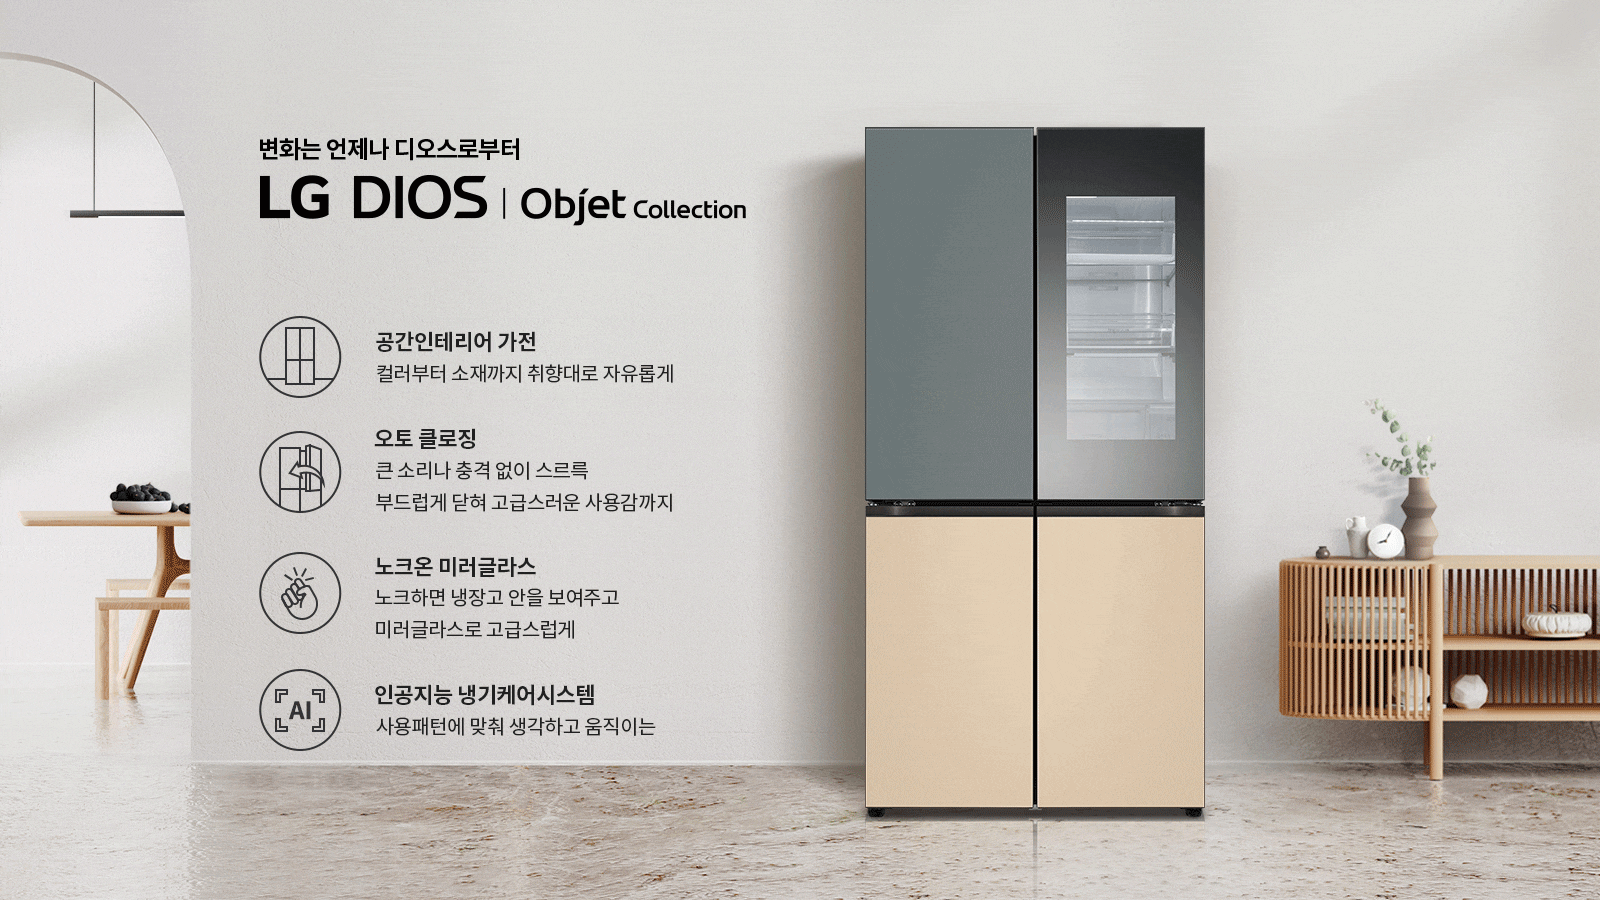 변화는 언제나 디오스로부터
LG DIOS | Objet Collection
공간인테리어 가전
컬러부터 소재까지 취향대로 자유롭게
오토 클로징
큰 소리나 충격 없이 스르륵
부드럽게 닫혀 고급스러운 사용감까지
노크온 미러글라스
노크하면 냉장고 안을 보여주고
미러글라스로 고급스럽게
AI
인공지능 냉기케어시스템
사용패턴에 맞춰 생각하고 움직이는